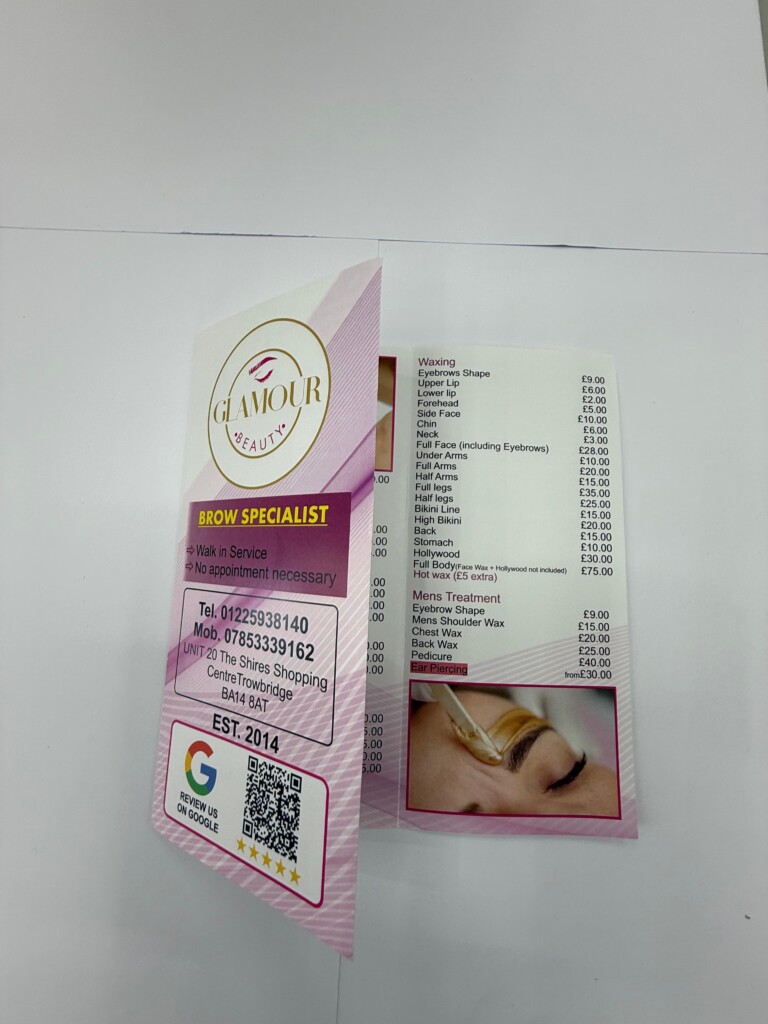 GLAMOUR
BEAUTY
BROW SPECIALIST
⇨ Walk in Service
⇨ No appointment necessary
Tel. 01225938140
Mob. 07853339162
UNIT 20 The Shires Shopping
CentreTrowbridge
BA14 8AT
EST. 2014
REVIEW US
ON GOOGLE
Waxing
Eyebrows Shape £9.00
Upper Lip £6.00
Lower lip £2.00
Forehead £5.00
Side Face £10.00
Chin £6.00
Neck £3.00
Full Face (including Eyebrows) £28.00
Under Arms £10.00
Full Arms £20.00
Half Arms £15.00
Full legs £35.00
Half legs £25.00
Bikini Line £15.00
High Bikini £20.00
Back £15.00
Stomach £10.00
Hollywood £30.00
Full Body(Face Wax + Hollywood not included) £75.00
Hot wax (£5 extra)
Mens Treatment
Eyebrow Shape £9.00
Mens Shoulder Wax £15.00
Chest Wax £20.00
Back Wax £25.00
Pedicure £40.00
Ear Piercing from£30.00